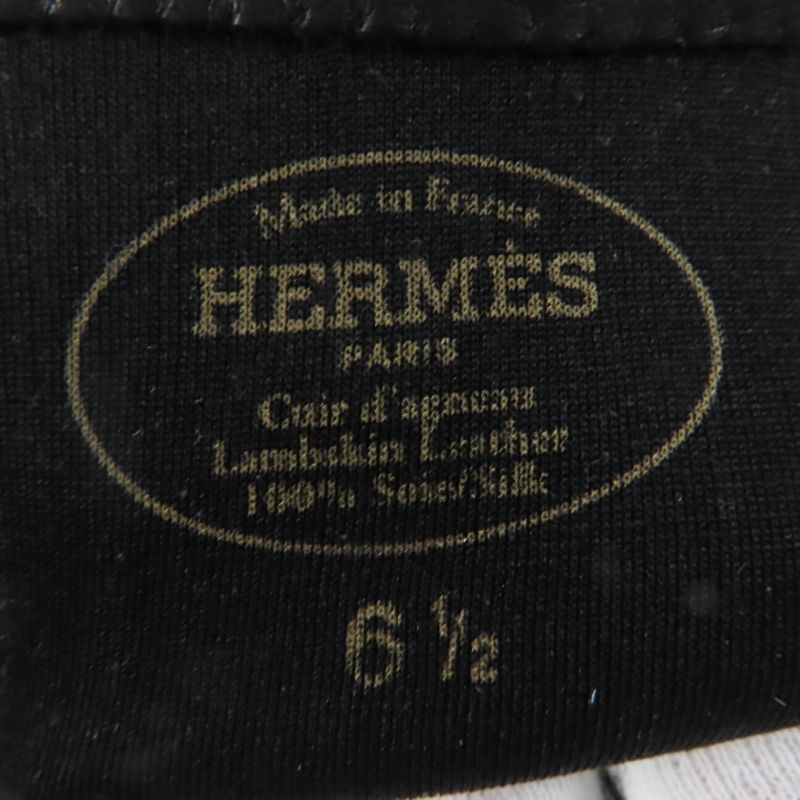 Made in France
HERMÈS
PARIS
Cuir d'agneau
Lambskin Leather
100% Soie/Silk
6 ½